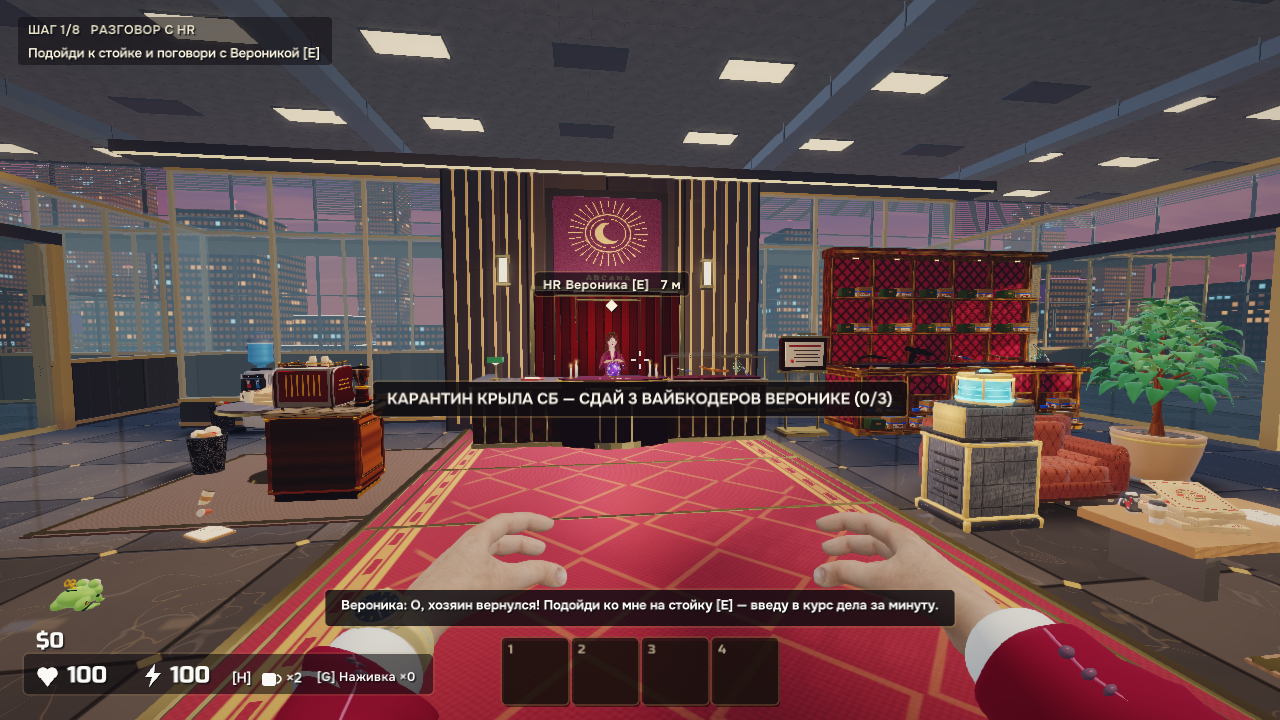 ШАГ 1/8 РАЗГОВОР С HR
Подойди к стойке и поговори с Вероникой [E]
ARCANA
HR Вероника [E] 7 м
КАРАНТИН КРЫЛА СБ — СДАЙ 3 ВАЙБКОДЕРОВ ВЕРОНИКЕ (0/3)
Вероника: О, хозяин вернулся! Подойди ко мне на стойку [E] — введу в курс дела за минуту.
$0
100 100 [H] ×2 [G] Наживка ×0
1 2 3 4